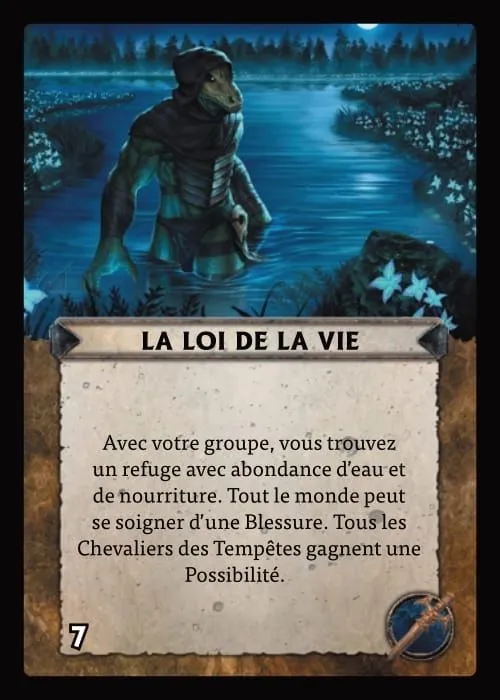 LA LOI DE LA VIE
Avec votre groupe, vous trouvez
un refuge avec abondance d'eau et
de nourriture. Tout le monde peut
se soigner d'une Blessure. Tous les
Chevaliers des Tempêtes gagnent une
Possibilité.
7